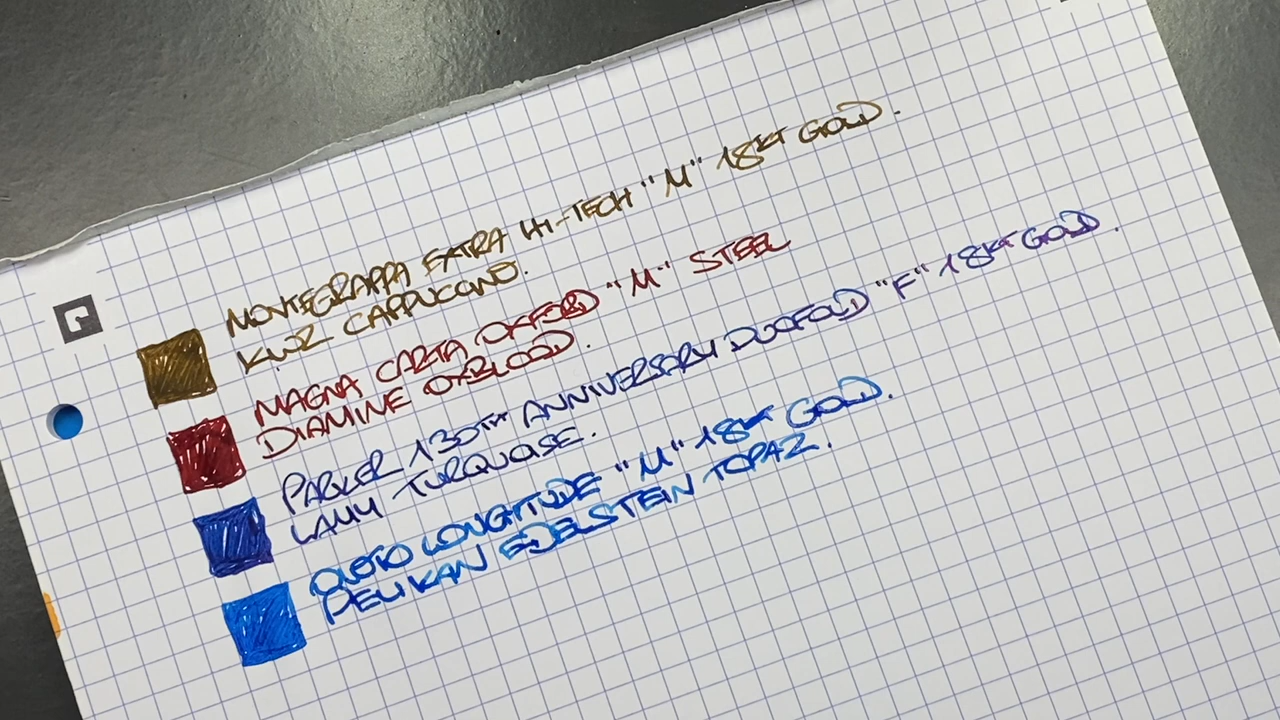 MONTEGRAPPA EXTRA HI-TECH "M" 18KT GOLD.
KWZ CAPPUCCINO.
MAGNA CARTA OXFORD "M" STEEL
DIAMINE OXBLOOD.
PARKER 130TH ANNIVERSARY DUOFOLD "F" 18KT GOLD.
LAMY TURQUOISE.
OLOTO LONGITUDE "M" 18KT GOLD.
PELIKAN EDELSTEIN TOPAZ.